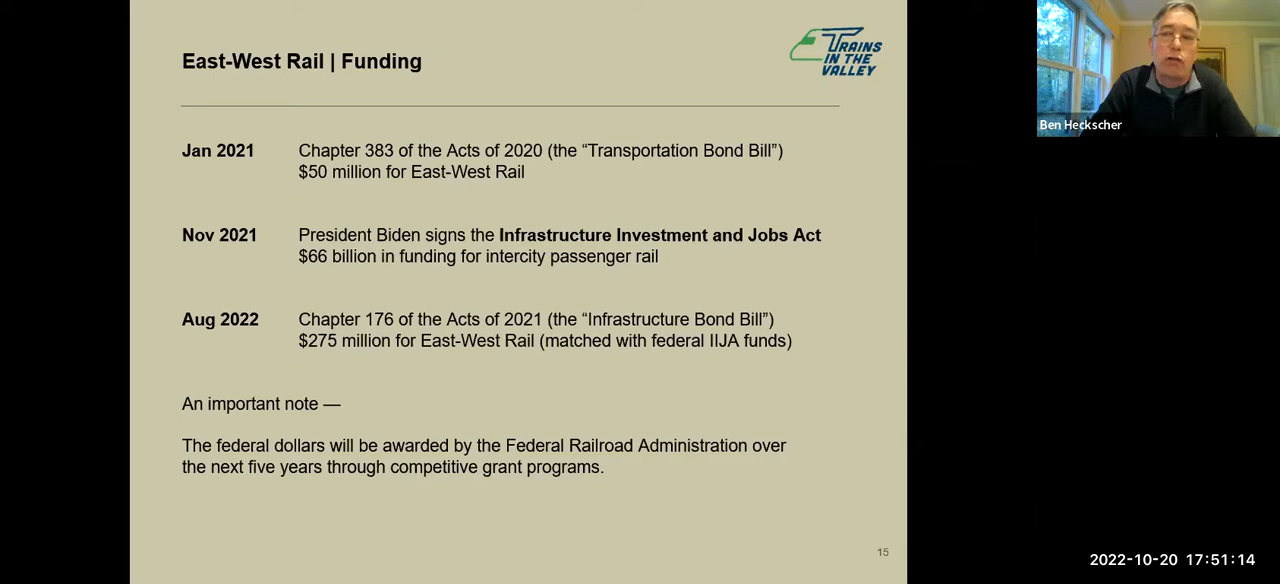 East-West Rail | Funding
TRAINS
IN THE
VALLEY
Jan 2021
Chapter 383 of the Acts of 2020 (the “Transportation Bond Bill”)
$50 million for East-West Rail
Nov 2021
President Biden signs the Infrastructure Investment and Jobs Act
$66 billion in funding for intercity passenger rail
Aug 2022
Chapter 176 of the Acts of 2021 (the “Infrastructure Bond Bill”)
$275 million for East-West Rail (matched with federal IIJA funds)
An important note —
The federal dollars will be awarded by the Federal Railroad Administration over
the next five years through competitive grant programs.
15
Ben Heckscher
2022-10-20 17:51:14